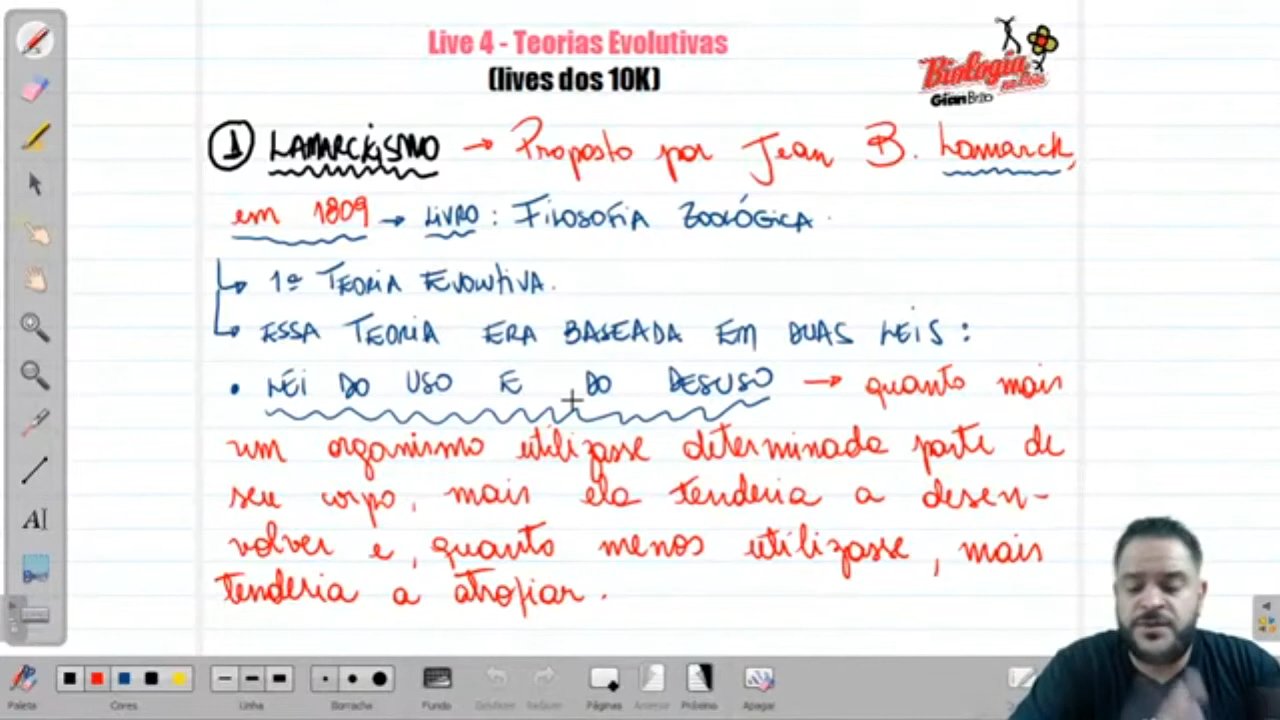 Live 4 - Teorias Evolutivas
(lives dos 10K)
Biologia
Gian Brito
1 LAMARCKISMO → Proposto por Jean B. Lamarck,
em 1809 → LIVRO: FILOSOFIA ZOOLÓGICA.
1ª TEORIA EVOLUTIVA.
ESSA TEORIA ERA BASEADA EM DUAS LEIS:
• LEI DO USO E DO DESUSO → quanto mais
um organismo utilizasse determinada parte de
seu corpo, mais ela tenderia a desen-
volver e, quanto menos utilizasse, mais
tenderia a atrofiar.
AI
Paleta Cores Linha Borracha Fundo Desfazer Refazer Páginas Anterior Próximo Apagar